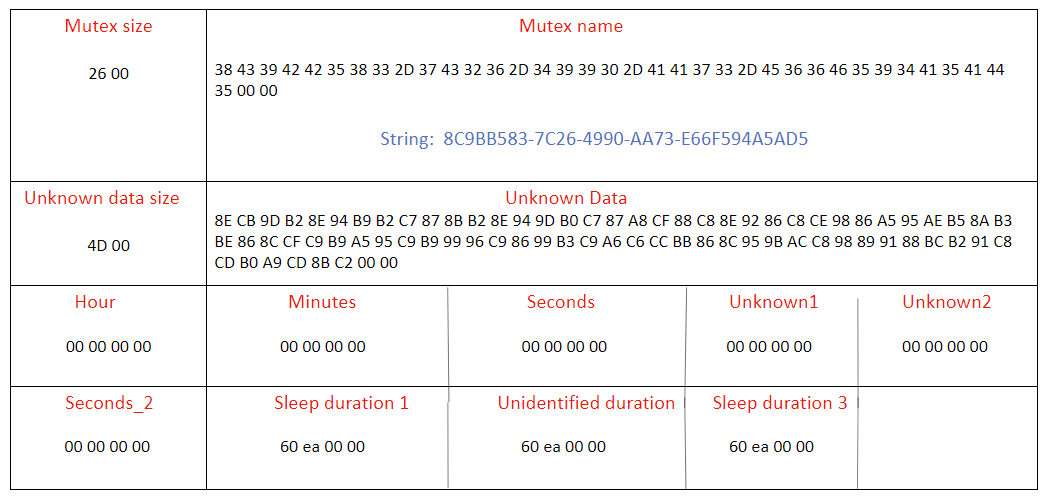 Mutex size
Mutex name
26 00
38 43 39 42 42 35 38 33 2D 37 43 32 36 2D 34 39 39 30 2D 41 41 37 33 2D 45 36 36 46 35 39 34 41 35 41 44
35 00 00
String: 8C9BB583-7C26-4990-AA73-E66F594A5AD5
Unknown data size
Unknown Data
4D 00
8E CB 9D B2 8E 94 B9 B2 C7 87 8B B2 8E 94 9D B0 C7 87 A8 CF 88 C8 8E 92 86 C8 CE 98 86 A5 95 AE B5 8A B3
BE 86 8C CF C9 B9 A5 95 C9 B9 99 96 C9 86 99 B3 C9 A6 C6 CC BB 86 8C 95 9B AC C8 98 89 91 88 BC B2 91 C8
CD B0 A9 CD 8B C2 00 00
Hour Minutes Seconds Unknown1 Unknown2
00 00 00 00 00 00 00 00 00 00 00 00 00 00 00 00 00 00 00 00
Seconds_2 Sleep duration 1 Unidentified duration Sleep duration 3
00 00 00 00 60 ea 00 00 60 ea 00 00 60 ea 00 00